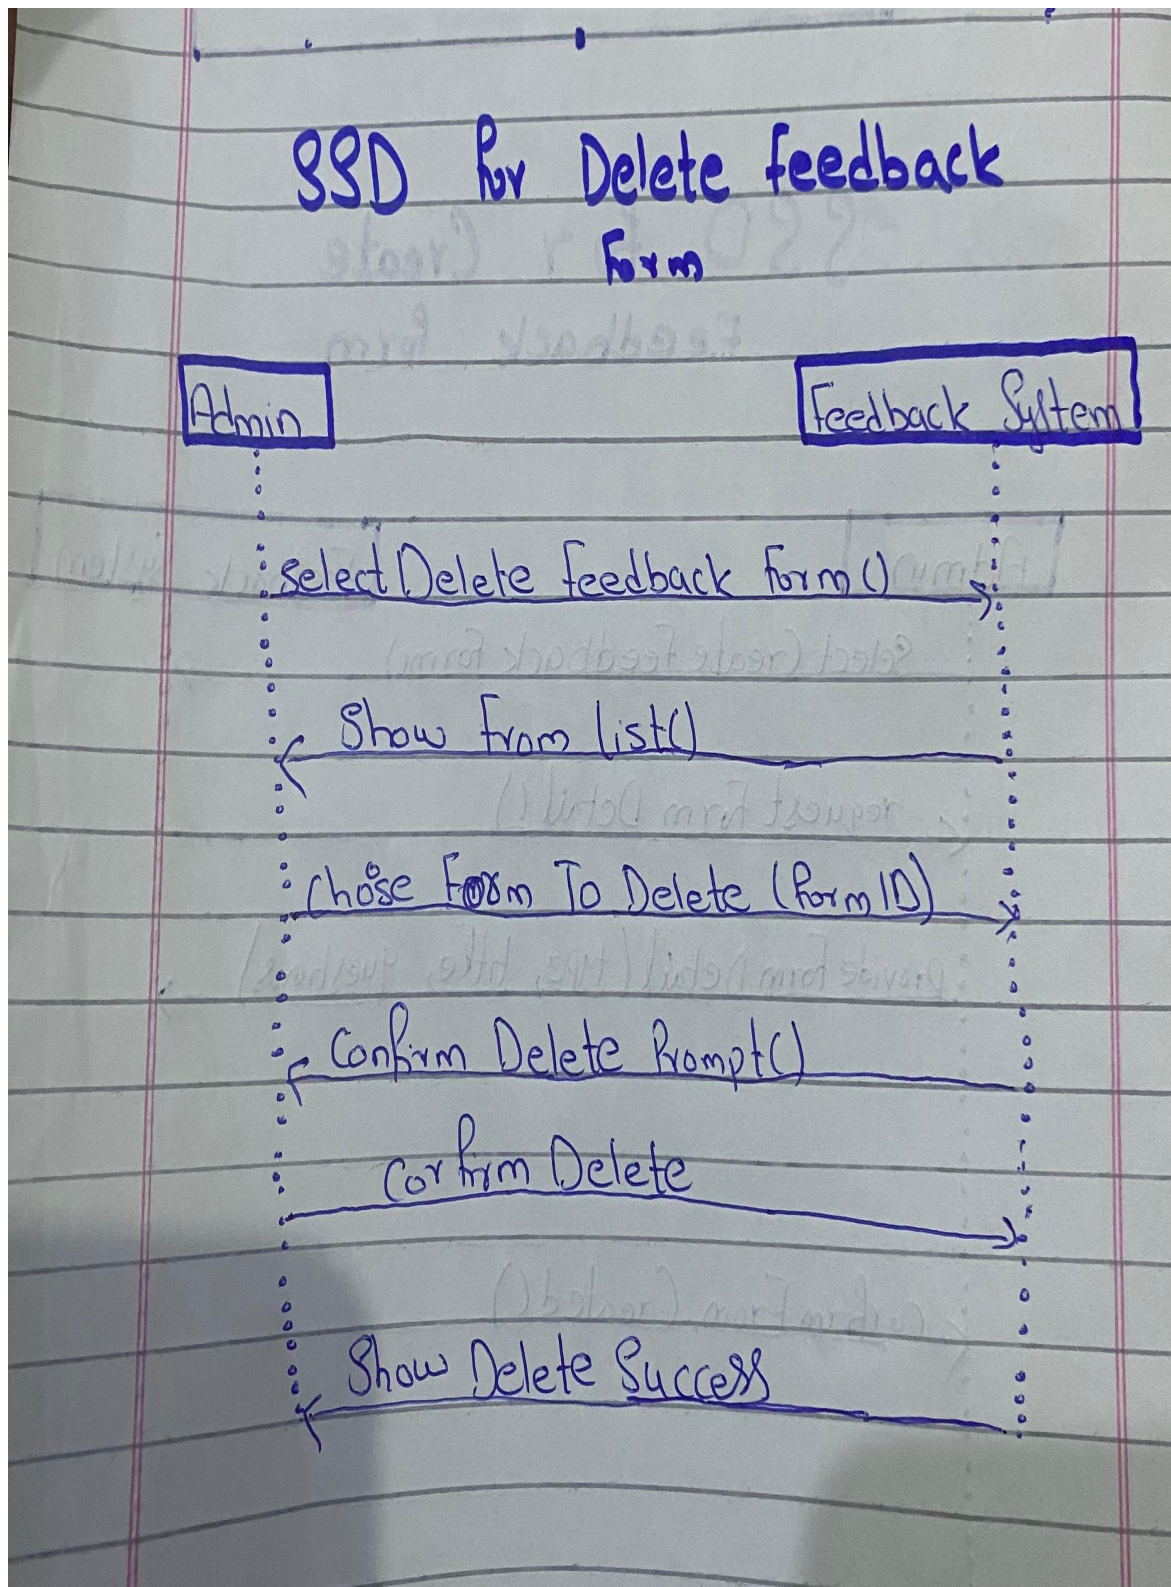 SSD for Delete feedback
Form
Admin
Feedback System
Select Delete feedback form()
Show from list()
Chose Form To Delete (form ID)
Confirm Delete Prompt()
Confirm Delete
Show Delete Success